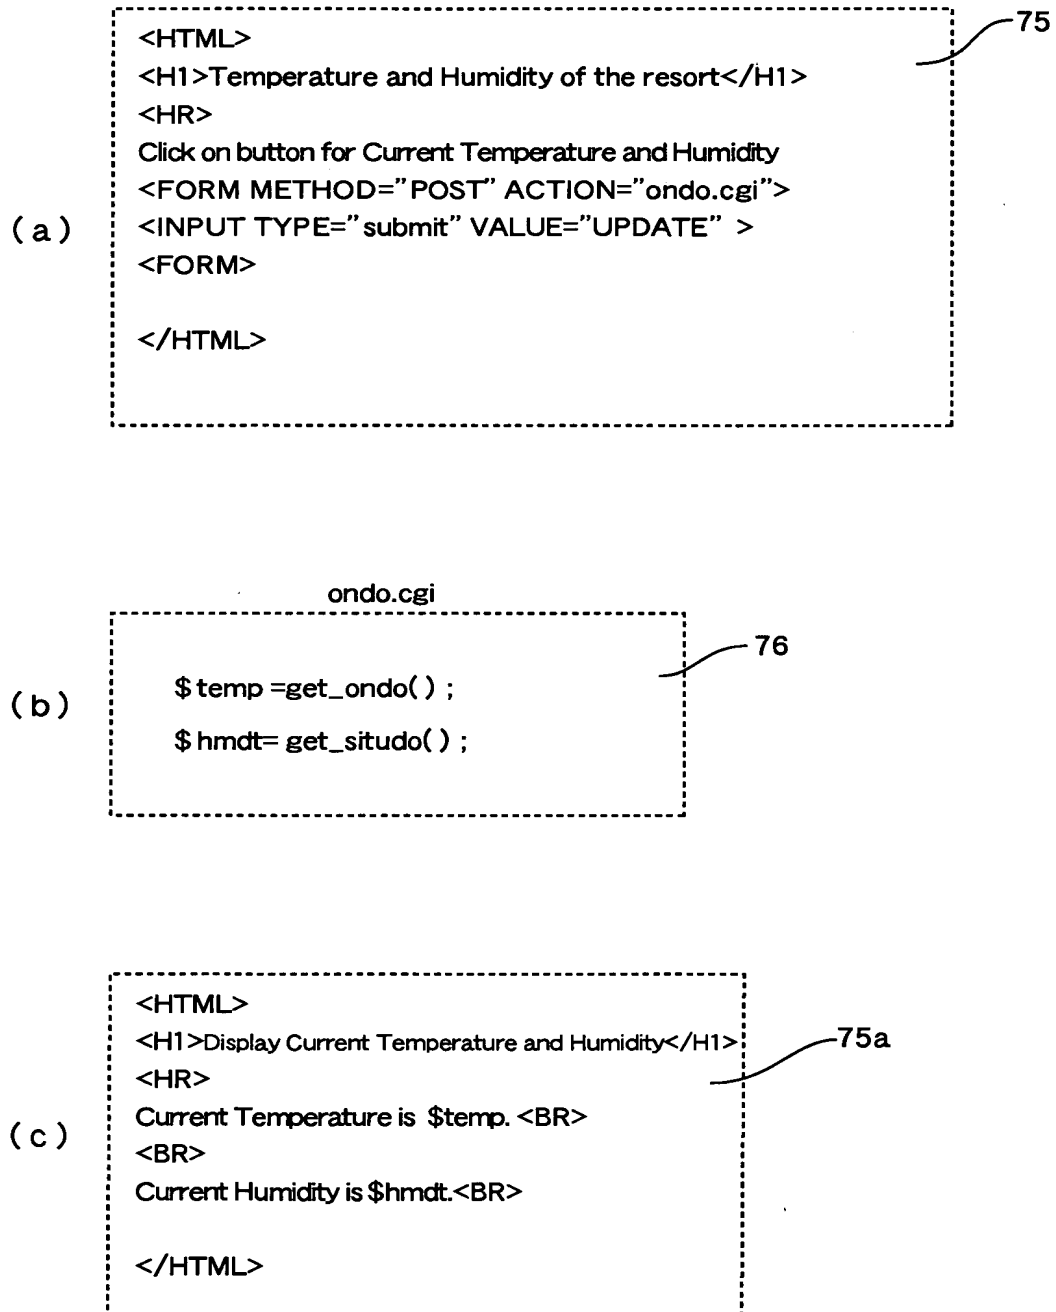 75
<HTML>
<H1>Temperature and Humidity of the resort</H1>
<HR>
Click on button for Current Temperature and Humidity
<FORM METHOD="POST" ACTION="ondo.cgi">
(a)
<INPUT TYPE="submit" VALUE="UPDATE" >
<FORM>
</HTML>
ondo.cgi
76
(b)
$temp =get_ondo( ) ;
$hmdt= get_situdo( ) ;
<HTML>
<H1>Display Current Temperature and Humidity</H1>
75a
<HR>
Current Temperature is $temp. <BR>
(c)
<BR>
Current Humidity is $hmdt.<BR>
</HTML>